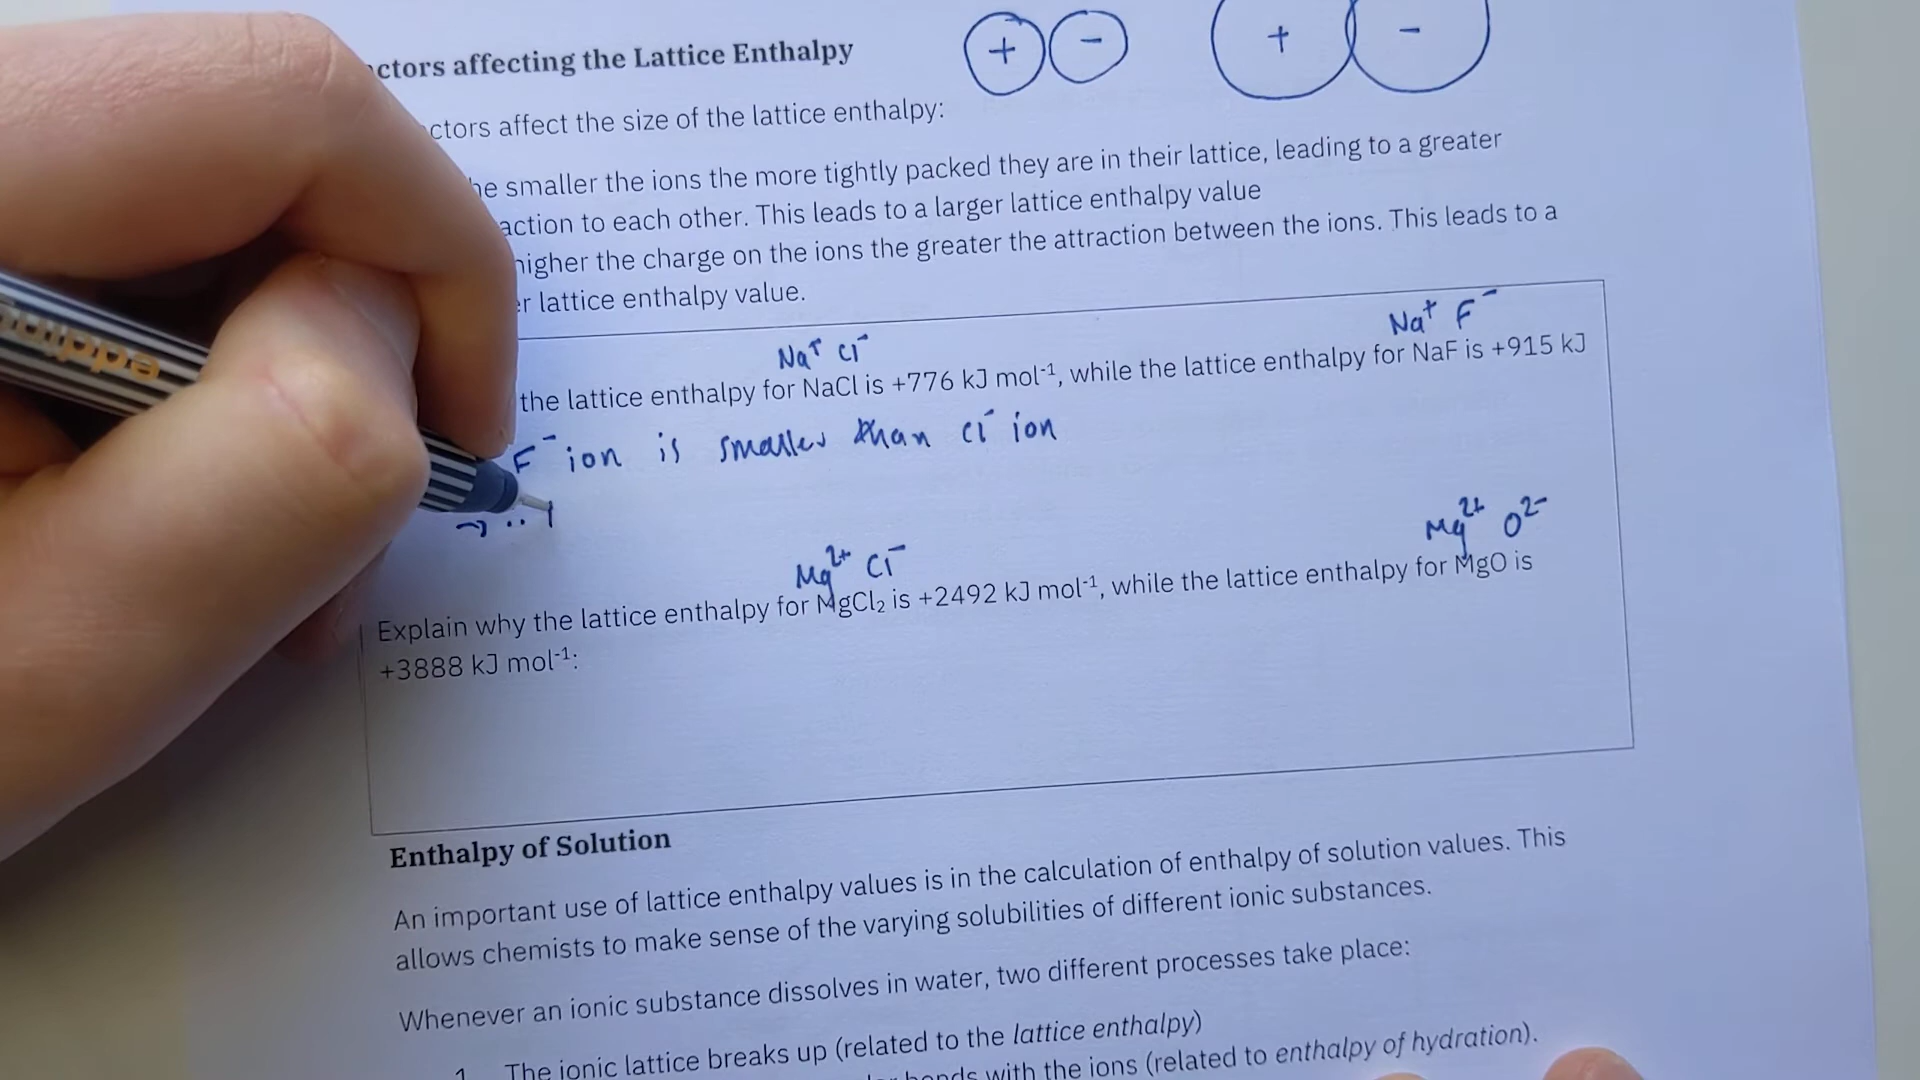 + - + -
ctors affecting the Lattice Enthalpy
ctors affect the size of the lattice enthalpy:
he smaller the ions the more tightly packed they are in their lattice, leading to a greater
action to each other. This leads to a larger lattice enthalpy value
higher the charge on the ions the greater the attraction between the ions. This leads to a
er lattice enthalpy value.
Na⁺ Cl⁻ Na⁺ F⁻
the lattice enthalpy for NaCl is +776 kJ mol⁻¹, while the lattice enthalpy for NaF is +915 kJ
F⁻ ion is smaller than Cl⁻ ion
→ ..
Mg²⁺ Cl⁻ Mg²⁺ O²⁻
Explain why the lattice enthalpy for MgCl₂ is +2492 kJ mol⁻¹, while the lattice enthalpy for MgO is
+3888 kJ mol⁻¹:
Enthalpy of Solution
An important use of lattice enthalpy values is in the calculation of enthalpy of solution values. This
allows chemists to make sense of the varying solubilities of different ionic substances.
Whenever an ionic substance dissolves in water, two different processes take place:
1. The ionic lattice breaks up (related to the lattice enthalpy)
bonds with the ions (related to enthalpy of hydration).
edding